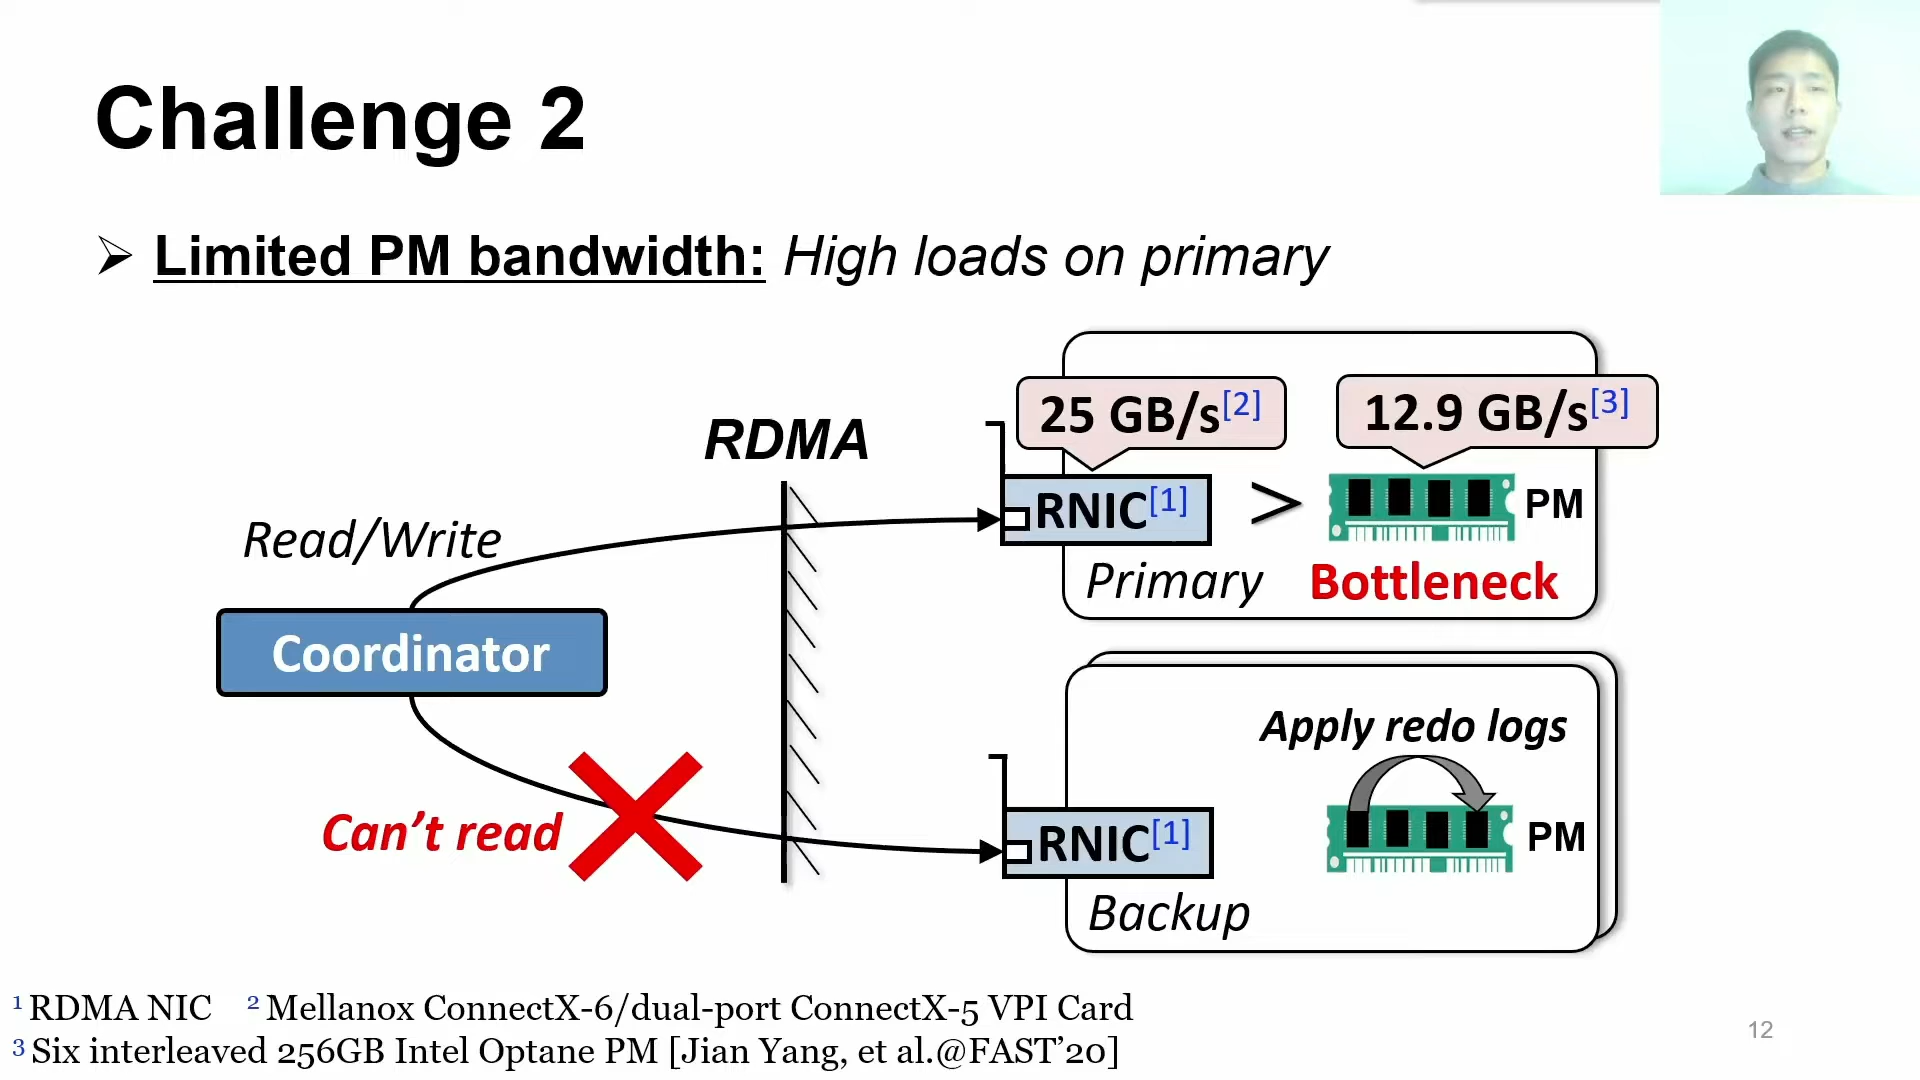 Challenge 2
➢ Limited PM bandwidth: High loads on primary
25 GB/s[2]
12.9 GB/s[3]
RDMA
RNIC[1]
>
PM
Read/Write
Primary
Bottleneck
Coordinator
Apply redo logs
Can’t read
RNIC[1]
PM
Backup
1 RDMA NIC 2 Mellanox ConnectX-6/dual-port ConnectX-5 VPI Card
3 Six interleaved 256GB Intel Optane PM [Jian Yang, et al.@FAST’20]
12